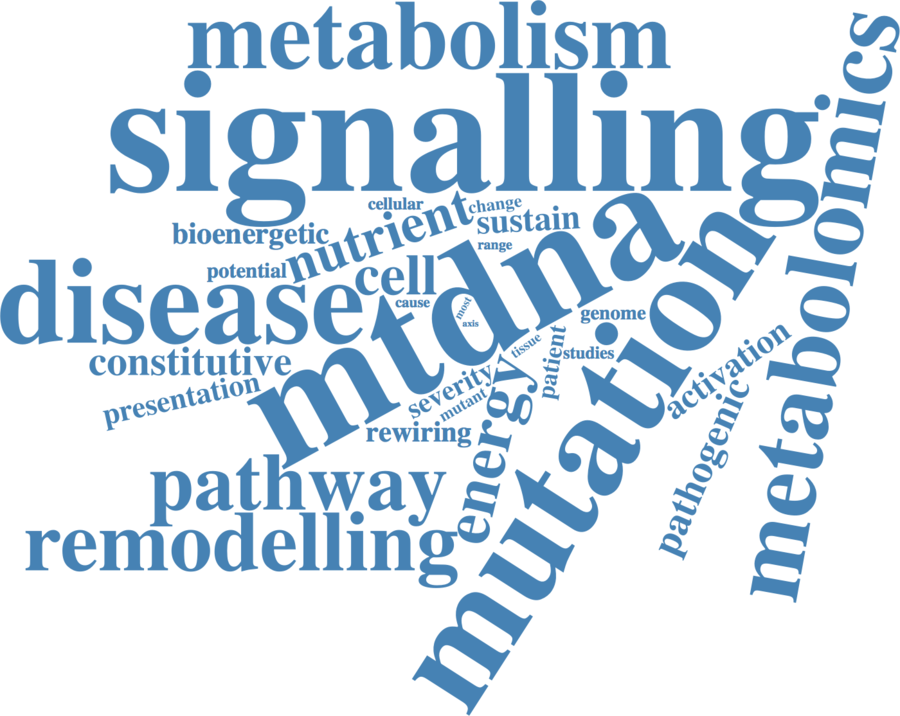 metabolism
signalling
metabolomics
cellular
change
nutrient
sustain
bioenergetic
range
potential
cell
disease
mtdna
cause
most
axis
genome
mutation
constitutive
tissue
studies
patient
activation
presentation
severity
mutant
energy
rewiring
pathogenic
pathway
remodelling